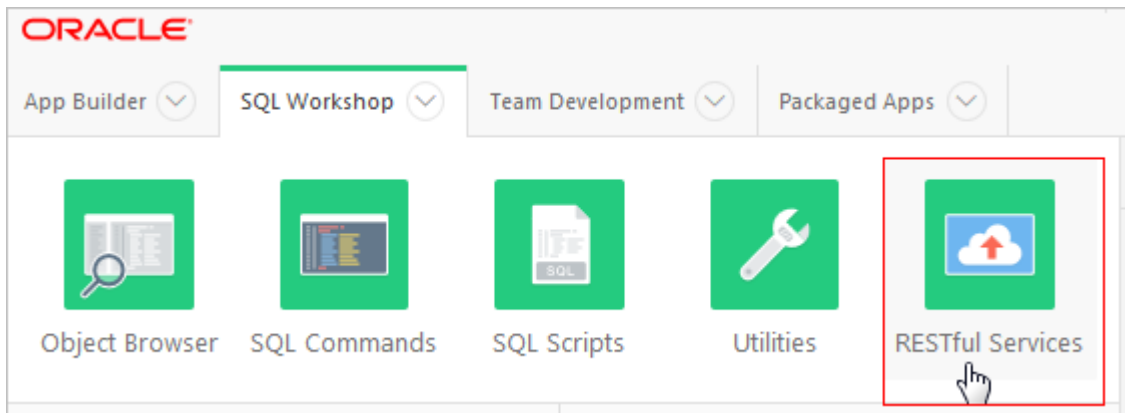 ORACLE
App Builder SQL Workshop Team Development Packaged Apps
SQL
Object Browser SQL Commands SQL Scripts Utilities RESTful Services